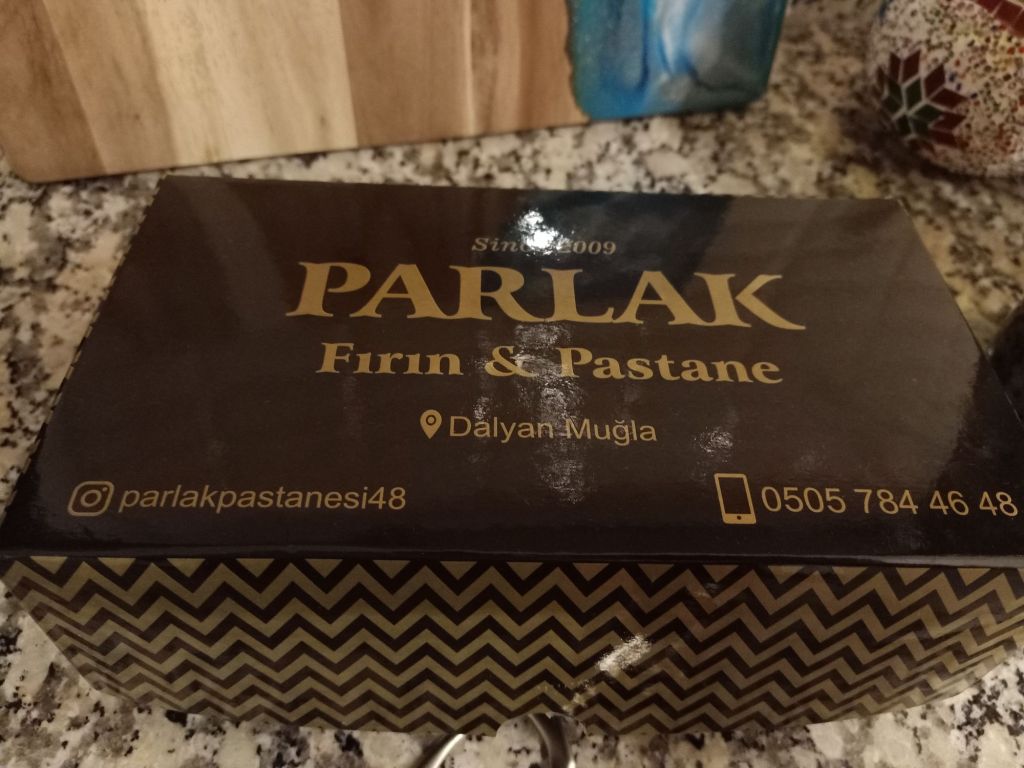 Since 2009
PARLAK
Fırın & Pastane
Dalyan Muğla
parlakpastanesi48
0505 784 46 48